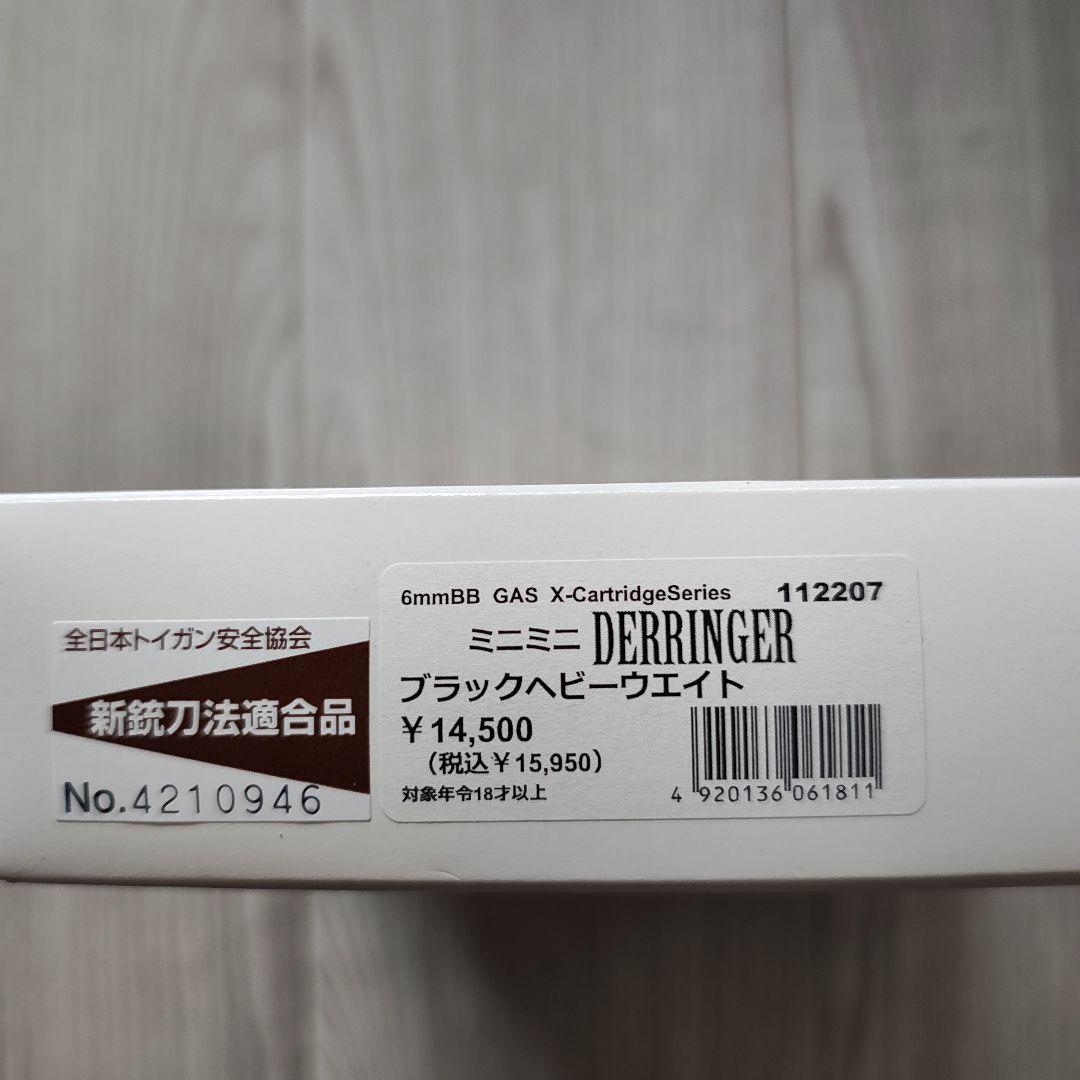 全日本トイガン安全協会
新銃刀法適合品
No.4210946
6mmBB GAS X-CartridgeSeries 112207
ミニミニ DERRINGER
ブラックヘビーウエイト
￥14,500
（税込￥15,950）
対象年令18才以上
4 920136 061811